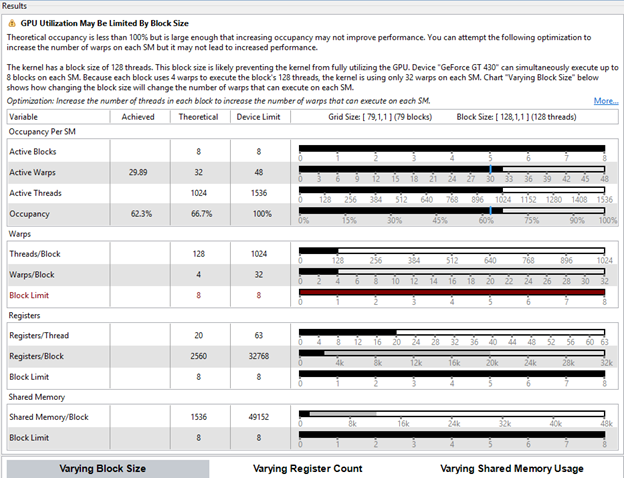 Results
GPU Utilization May Be Limited By Block Size
Theoretical occupancy is less than 100% but is large enough that increasing occupancy may not improve performance. You can attempt the following optimization to
increase the number of warps on each SM but it may not lead to increased performance.
The kernel has a block size of 128 threads. This block size is likely preventing the kernel from fully utilizing the GPU. Device "GeForce GT 430" can simultaneously execute up to
8 blocks on each SM. Because each block uses 4 warps to execute the block's 128 threads, the kernel is using only 32 warps on each SM. Chart "Varying Block Size" below
shows how changing the block size will change the number of warps that can execute on each SM.
Optimization: Increase the number of threads in each block to increase the number of warps that can execute on each SM. More...
Variable Achieved Theoretical Device Limit Grid Size: [ 79,1,1 ] (79 blocks) Block Size: [ 128,1,1 ] (128 threads)
Occupancy Per SM
Active Blocks 8 8
0 1 2 3 4 5 6 7 8
Active Warps 29.89 32 48
0 3 6 9 12 15 18 21 24 27 30 33 36 39 42 45 48
Active Threads 1024 1536
0 128 256 384 512 640 768 896 1024 1152 1280 1408 1536
Occupancy 62.3% 66.7% 100%
0% 15% 30% 45% 60% 75% 90% 100%
Warps
Threads/Block 128 1024
0 128 256 384 512 640 768 896 1024
Warps/Block 4 32
0 2 4 6 8 10 12 14 16 18 20 22 24 26 28 30 32
Block Limit 8 8
0 1 2 3 4 5 6 7 8
Registers
Registers/Thread 20 63
0 4 8 12 16 20 24 28 32 36 40 44 48 52 56 60 63
Registers/Block 2560 32768
0 4k 8k 12k 16k 20k 24k 28k 32k
Block Limit 8 8
0 1 2 3 4 5 6 7 8
Shared Memory
Shared Memory/Block 1536 49152
0 8k 16k 24k 32k 40k 48k
Block Limit 8 8
0 1 2 3 4 5 6 7 8
Varying Block Size Varying Register Count Varying Shared Memory Usage